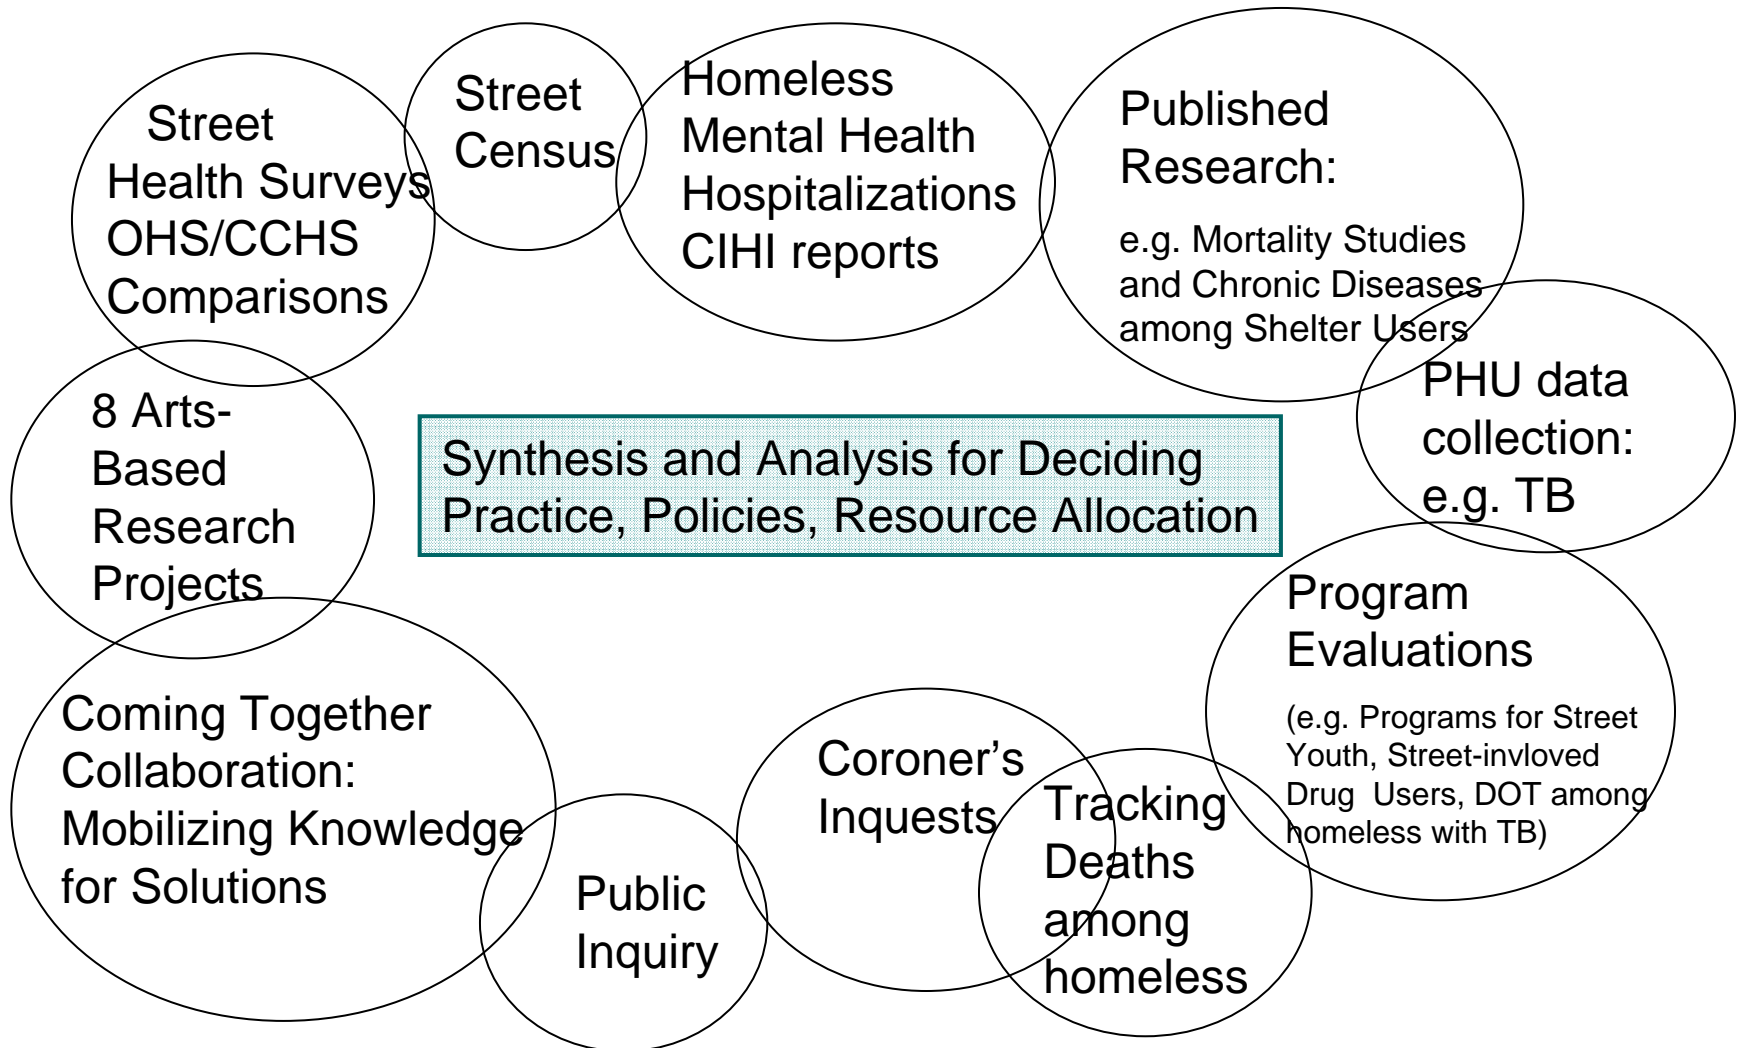 Street
Health Surveys
OHS/CCHS
Comparisons
Street
Census
Homeless
Mental Health
Hospitalizations
CIHI reports
Published
Research:
e.g. Mortality Studies
and Chronic Diseases
among Shelter Users
PHU data
collection:
e.g. TB
Program
Evaluations
(e.g. Programs for Street
Youth, Street-invloved
Drug Users, DOT among
homeless with TB)
Tracking
Deaths
among
homeless
Coroner’s
Inquests
Public
Inquiry
Coming Together
Collaboration:
Mobilizing Knowledge
for Solutions
8 Arts-
Based
Research
Projects
Synthesis and Analysis for Deciding
Practice, Policies, Resource Allocation